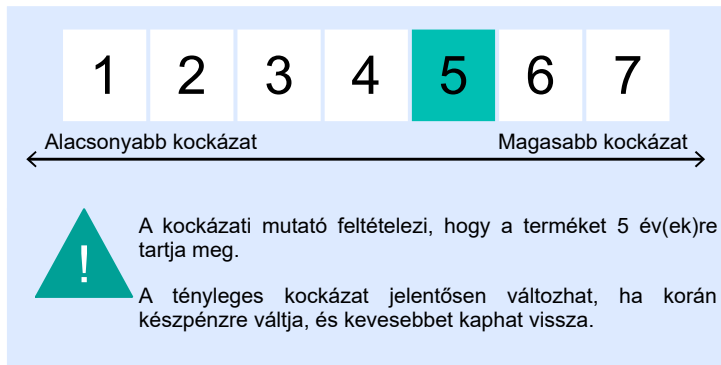 1 2 3 4 5 6 7
Alacsonyabb kockázat Magasabb kockázat
! A kockázati mutató feltételezi, hogy a terméket 5 év(ek)re
tartja meg.
A tényleges kockázat jelentősen változhat, ha korán
készpénzre váltja, és kevesebbet kaphat vissza.